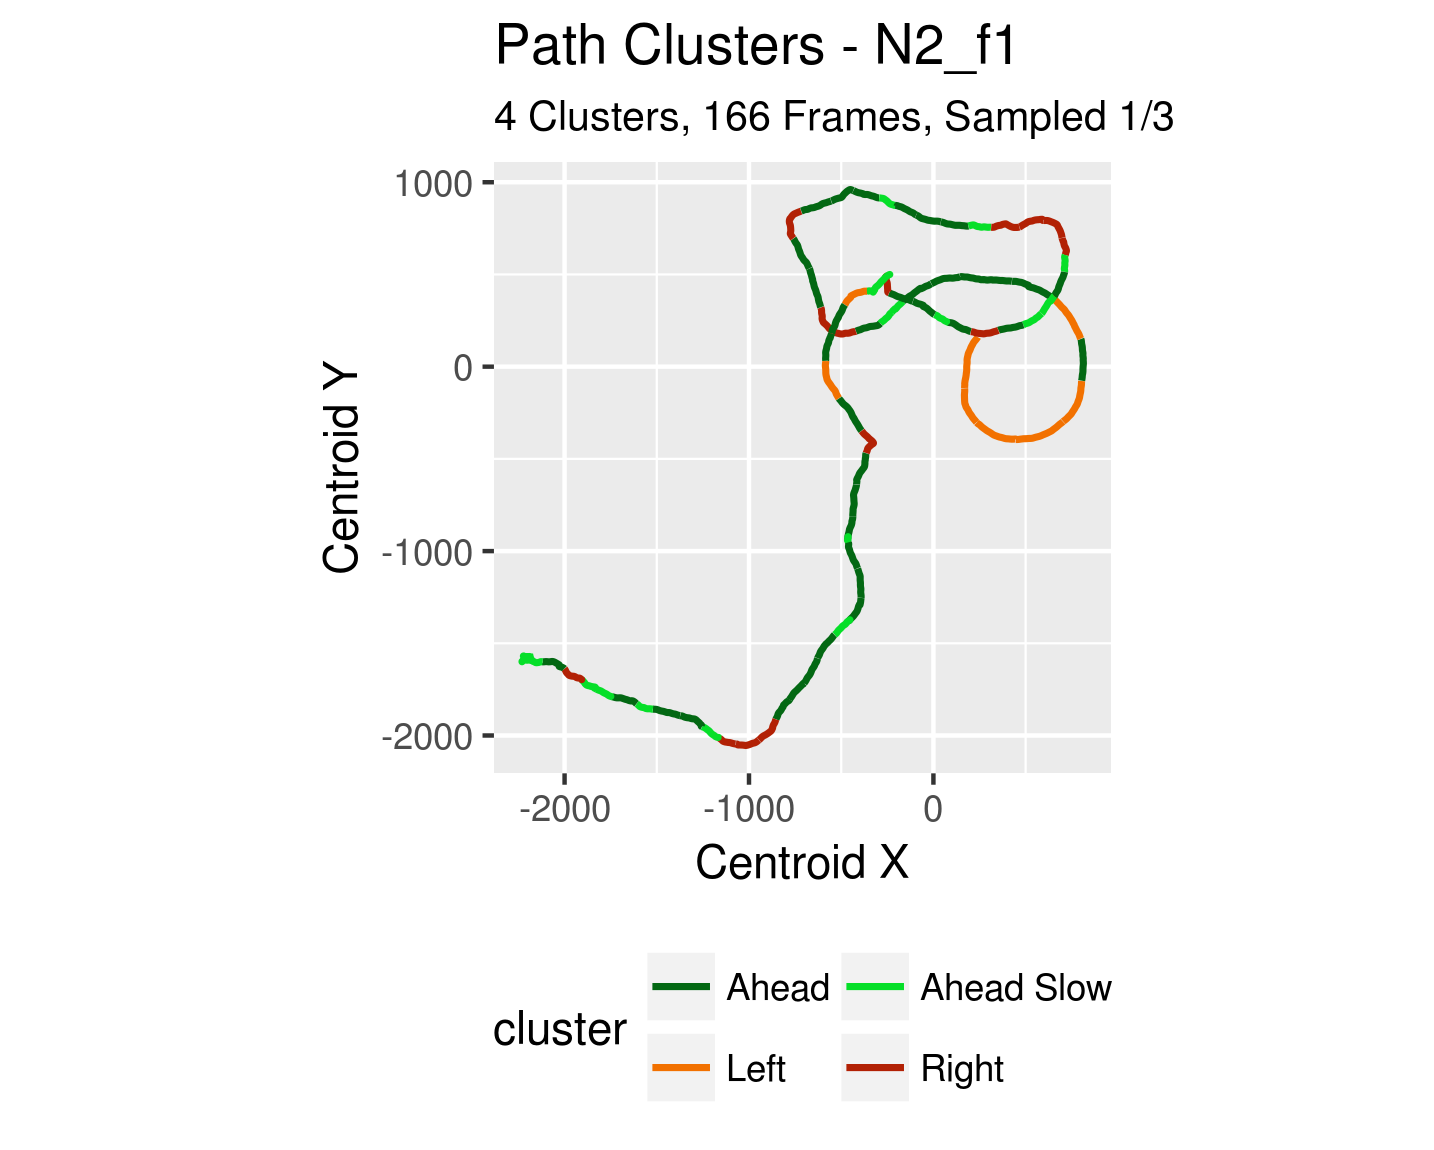 Path Clusters - N2_f1
4 Clusters, 166 Frames, Sampled 1/3
1000
0
-1000
-2000
Centroid Y
-2000 -1000 0
Centroid X
cluster
Ahead Ahead Slow
Left Right